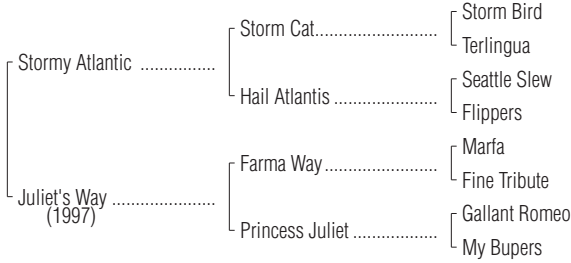 Storm Bird
Storm Cat........................
Terlingua
Stormy Atlantic ...............
Seattle Slew
Hail Atlantis ....................
Flippers
Marfa
Farma Way......................
Fine Tribute
Juliet's Way ....................
(1997)
Gallant Romeo
Princess Juliet ................
My Bupers